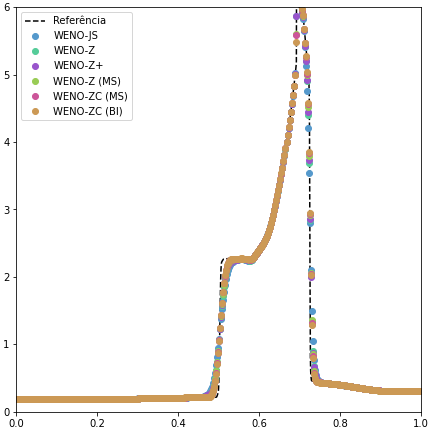 Referência
WENO-JS
WENO-Z
WENO-Z+
WENO-Z (MS)
WENO-ZC (MS)
WENO-ZC (BI)
6
5
4
3
2
1
0
0.0 0.2 0.4 0.6 0.8 1.0